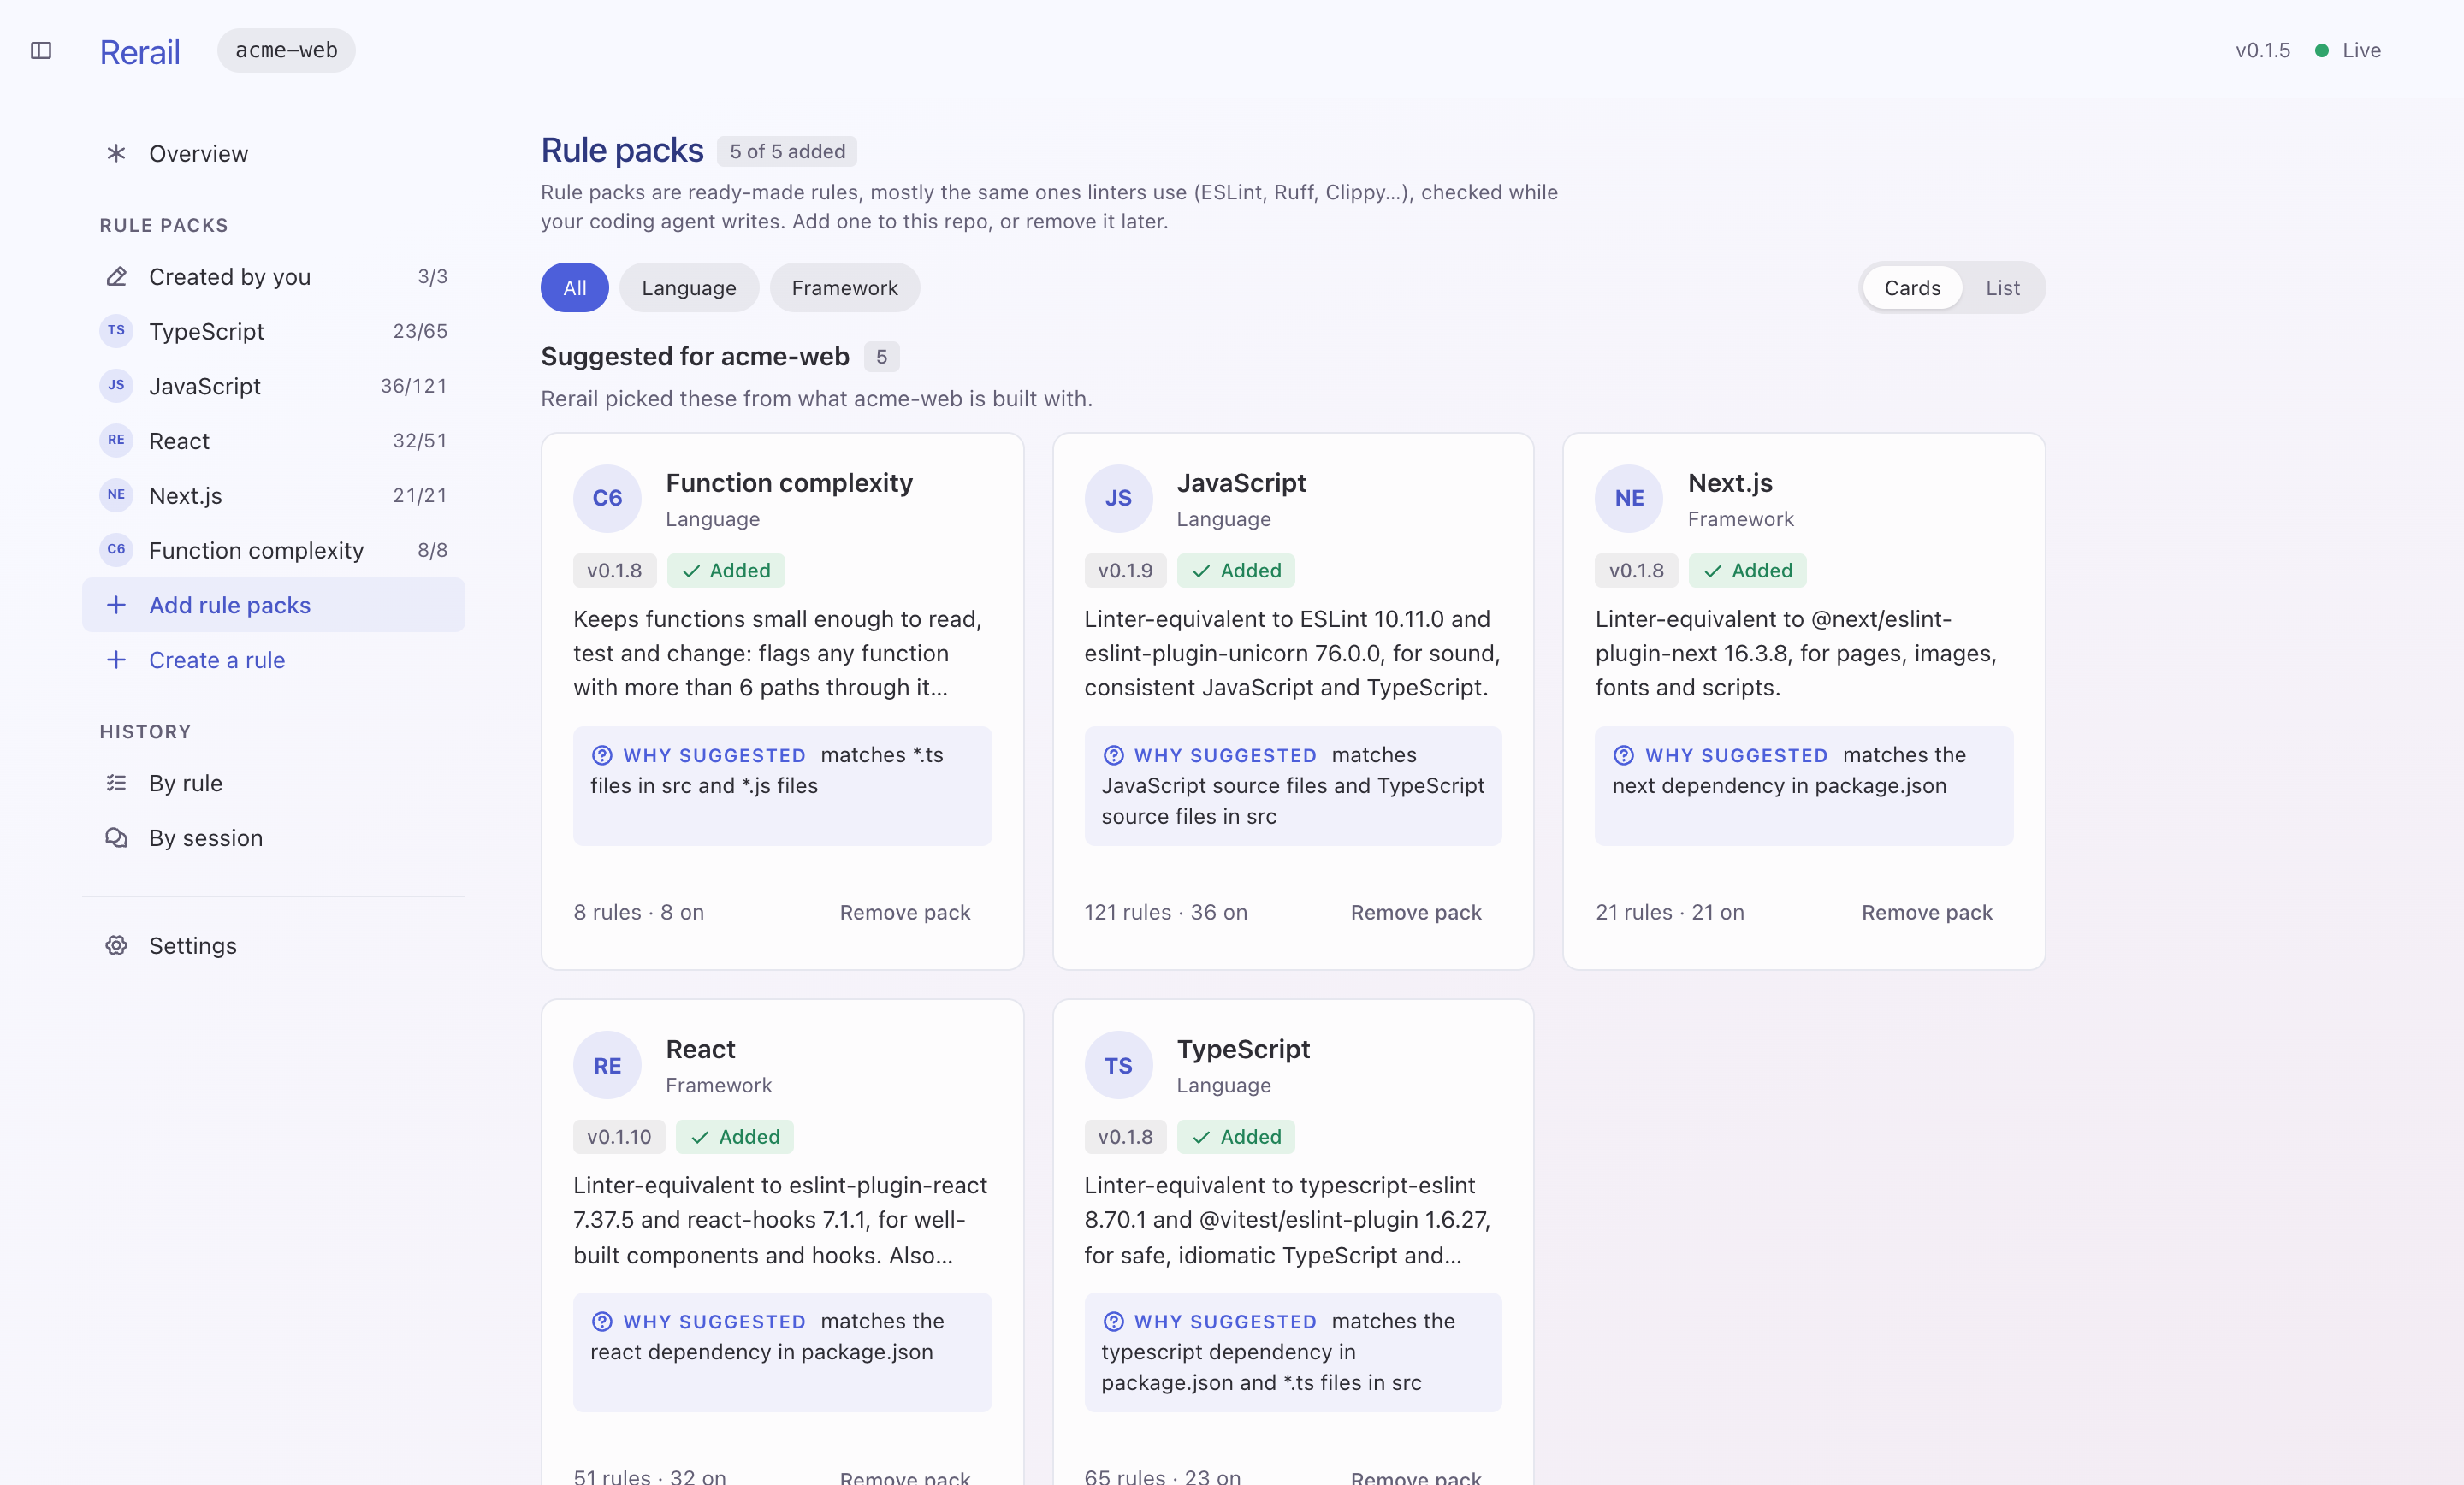 Rerail
acme-web
v0.1.5
Live
Overview
RULE PACKS
Created by you 3/3
TS TypeScript 23/65
JS JavaScript 36/121
RE React 32/51
NE Next.js 21/21
C6 Function complexity 8/8
Add rule packs
Create a rule
HISTORY
By rule
By session
Settings
Rule packs 5 of 5 added
Rule packs are ready-made rules, mostly the same ones linters use (ESLint, Ruff, Clippy…), checked while
your coding agent writes. Add one to this repo, or remove it later.
All Language Framework
Cards List
Suggested for acme-web 5
Rerail picked these from what acme-web is built with.
C6
Function complexity
Language
v0.1.8 Added
Keeps functions small enough to read,
test and change: flags any function
with more than 6 paths through it...
WHY SUGGESTED matches *.ts
files in src and *.js files
8 rules · 8 on Remove pack
JS
JavaScript
Language
v0.1.9 Added
Linter-equivalent to ESLint 10.11.0 and
eslint-plugin-unicorn 76.0.0, for sound,
consistent JavaScript and TypeScript.
WHY SUGGESTED matches
JavaScript source files and TypeScript
source files in src
121 rules · 36 on Remove pack
NE
Next.js
Framework
v0.1.8 Added
Linter-equivalent to @next/eslint-
plugin-next 16.3.8, for pages, images,
fonts and scripts.
WHY SUGGESTED matches the
next dependency in package.json
21 rules · 21 on Remove pack
RE
React
Framework
v0.1.10 Added
Linter-equivalent to eslint-plugin-react
7.37.5 and react-hooks 7.1.1, for well-
built components and hooks. Also...
WHY SUGGESTED matches the
react dependency in package.json
51 rules · 32 on Remove pack
TS
TypeScript
Language
v0.1.8 Added
Linter-equivalent to typescript-eslint
8.70.1 and @vitest/eslint-plugin 1.6.27,
for safe, idiomatic TypeScript and...
WHY SUGGESTED matches the
typescript dependency in
package.json and *.ts files in src
65 rules · 23 on Remove pack